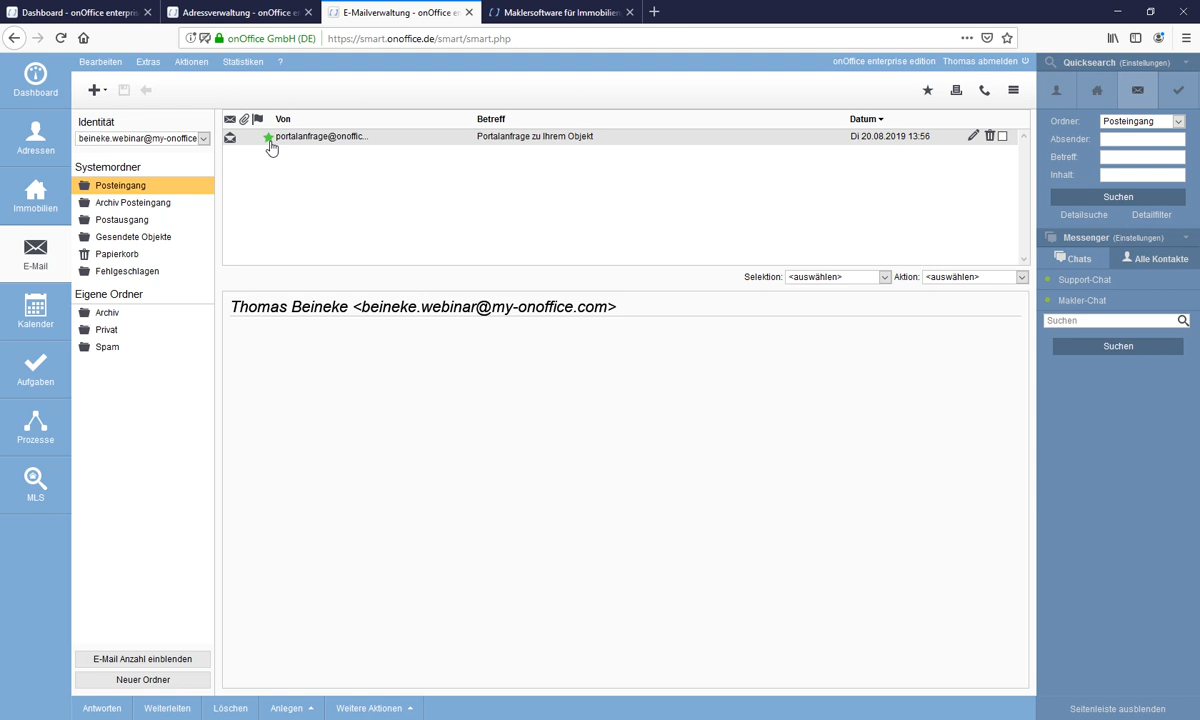 Dashboard - onOffice enterpris
Adressverwaltung - onOffice e
E-Mailverwaltung - onOffice e
Maklersoftware für Immobilien
onOffice GmbH (DE)
https://smart.onoffice.de/smart/smart.php
Bearbeiten
Extras
Aktionen
Statistiken
?
onOffice enterprise edition
Thomas abmelden
Quicksearch (Einstellungen)
Dashboard
Adressen
Immobilien
E-Mail
Kalender
Aufgaben
Prozesse
MLS
Identität
beineke.webinar@my-onoffice
Systemordner
Posteingang
Archiv Posteingang
Postausgang
Gesendete Objekte
Papierkorb
Fehlgeschlagen
Eigene Ordner
Archiv
Privat
Spam
E-Mail Anzahl einblenden
Neuer Ordner
Von
Betreff
Datum
portalanfrage@onoffic...
Portalanfrage zu Ihrem Objekt
Di 20.08.2019 13:56
Selektion:
<auswählen>
Aktion:
<auswählen>
Thomas Beineke <beineke.webinar@my-onoffice.com>
Ordner:
Posteingang
Absender:
Betreff:
Inhalt:
Suchen
Detailsuche
Detailfilter
Messenger (Einstellungen)
Chats
Alle Kontakte
Support-Chat
Makler-Chat
Suchen
Suchen
Antworten
Weiterleiten
Löschen
Anlegen
Weitere Aktionen
Seitenleiste ausblenden